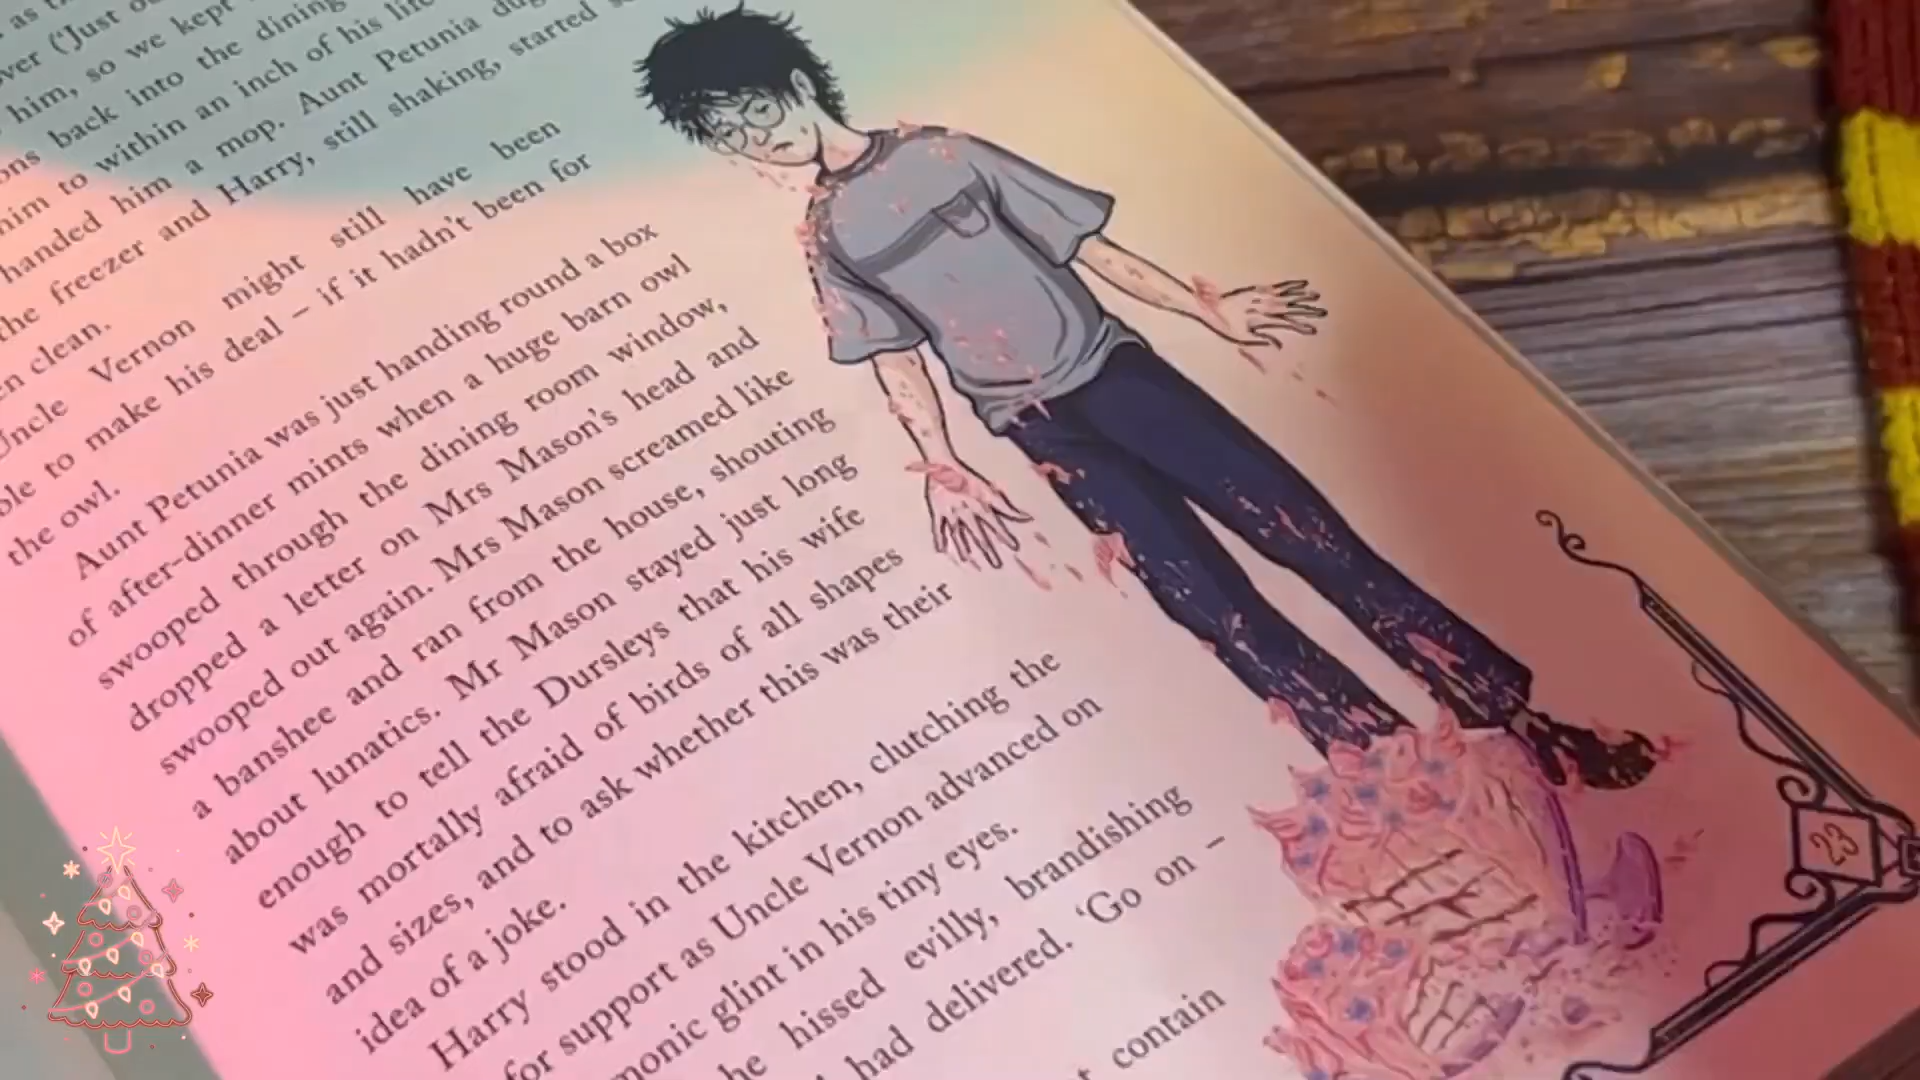 him, so we kept
ons back into the dining
him to within an inch of his life
handed him a mop. Aunt Petunia
the freezer and Harry, still shaking, started
n clean.
Uncle Vernon might still have been
ble to make his deal – if it hadn't been for
the owl.
Aunt Petunia was just handing round a box
of after-dinner mints when a huge barn owl
swooped through the dining room window,
dropped a letter on Mrs Mason's head and
swooped out again. Mrs Mason screamed like
a banshee and ran from the house, shouting
about lunatics. Mr Mason stayed just long
enough to tell the Dursleys that his wife
was mortally afraid of birds of all shapes
and sizes, and to ask whether this was their
idea of a joke.
Harry stood in the kitchen, clutching the
for support as Uncle Vernon advanced on
monic glint in his tiny eyes.
he hissed evilly, brandishing
had delivered. 'Go on –
contain
23